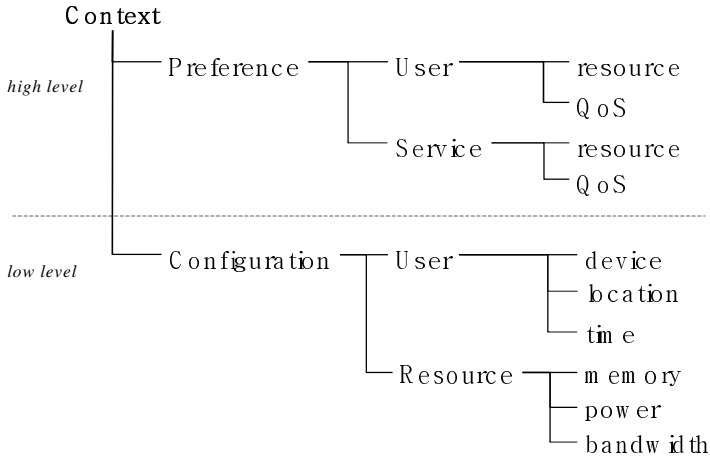 Context
Preference
User
resource
high level
QoS
Service
resource
QoS
Configuration
User
device
low level
location
time
Resource
memory
power
bandwidth